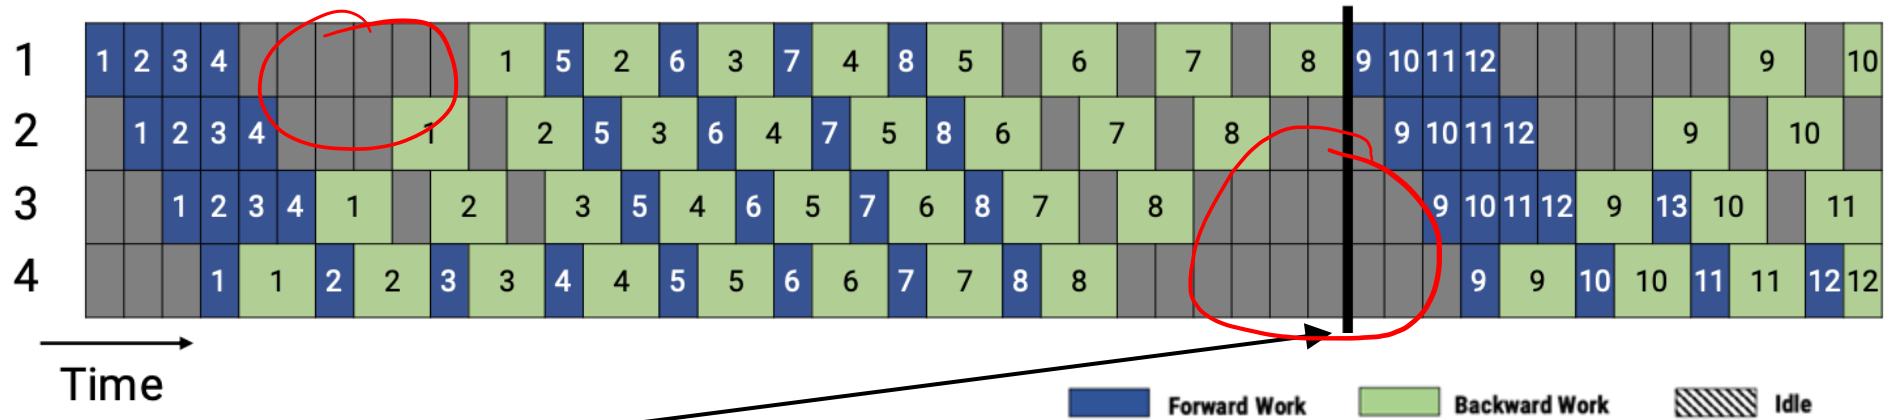 1 1 2 3 4 1 5 2 6 3 7 4 8 5 6 7 8 9 10 11 12 9 10
2 1 2 3 4 1 2 5 3 6 4 7 5 8 6 7 8 9 10 11 12 9 10
3 1 2 3 4 1 2 3 5 4 6 5 7 6 8 7 8 9 10 11 12 9 13 10 11
4 1 1 2 2 3 3 4 4 5 5 6 6 7 7 8 8 9 9 10 10 11 11 12 12
Time
Forward Work Backward Work Idle